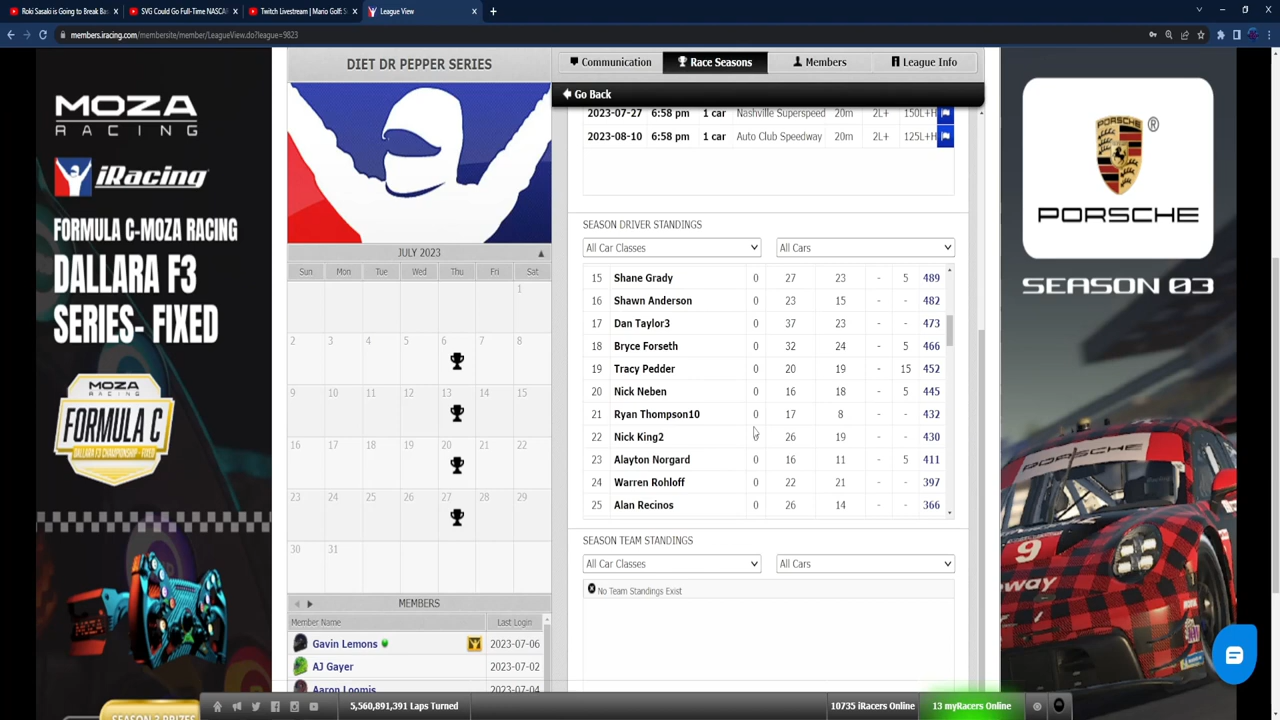 Roki Sasaki is Going to Break Bas
SVG Could Go Full-Time NASCAR
Twitch Livestream | Mario Golf: S
League View
members.iracing.com/membersite/member/LeagueView.do?league=9823
MOZA
RACING
iRacing
FORMULA C-MOZA RACING
DALLARA F3
SERIES- FIXED
MOZA
RACING
FORMULA C
DALLARA F3 CHAMPIONSHIP - FIXED
MOZA
SEASON 3 PRIZES
DIET DR PEPPER SERIES
JULY 2023
Sun Mon Tue Wed Thu Fri Sat
1
2 3 4 5 6 7 8
9 10 11 12 13 14 15
16 17 18 19 20 21 22
23 24 25 26 27 28 29
30 31
MEMBERS
Member Name Last Login
Gavin Lemons 2023-07-06
AJ Gayer 2023-07-02
Aaron Loomis 2023-07-04
Communication Race Seasons Members League Info
Go Back
2023-07-27 6:58 pm 1 car Nashville Superspeed 20m 2L+ 150L+H
2023-08-10 6:58 pm 1 car Auto Club Speedway 20m 2L+ 125L+H
SEASON DRIVER STANDINGS
All Car Classes All Cars
15 Shane Grady 0 27 23 - 5 489
16 Shawn Anderson 0 23 15 - - 482
17 Dan Taylor3 0 37 23 - - 473
18 Bryce Forseth 0 32 24 - 5 466
19 Tracy Pedder 0 20 19 - 15 452
20 Nick Neben 0 16 18 - - 445
21 Ryan Thompson10 0 17 8 - - 432
22 Nick King2 0 26 19 - - 430
23 Alayton Norgard 0 16 11 - 5 411
24 Warren Rohloff 0 22 21 - - 397
25 Alan Recinos 0 26 14 - - 366
SEASON TEAM STANDINGS
All Car Classes All Cars
No Team Standings Exist
PORSCHE
PORSCHE
SEASON 03
9
5,560,891,391 Laps Turned 10735 iRacers Online 13 myRacers Online